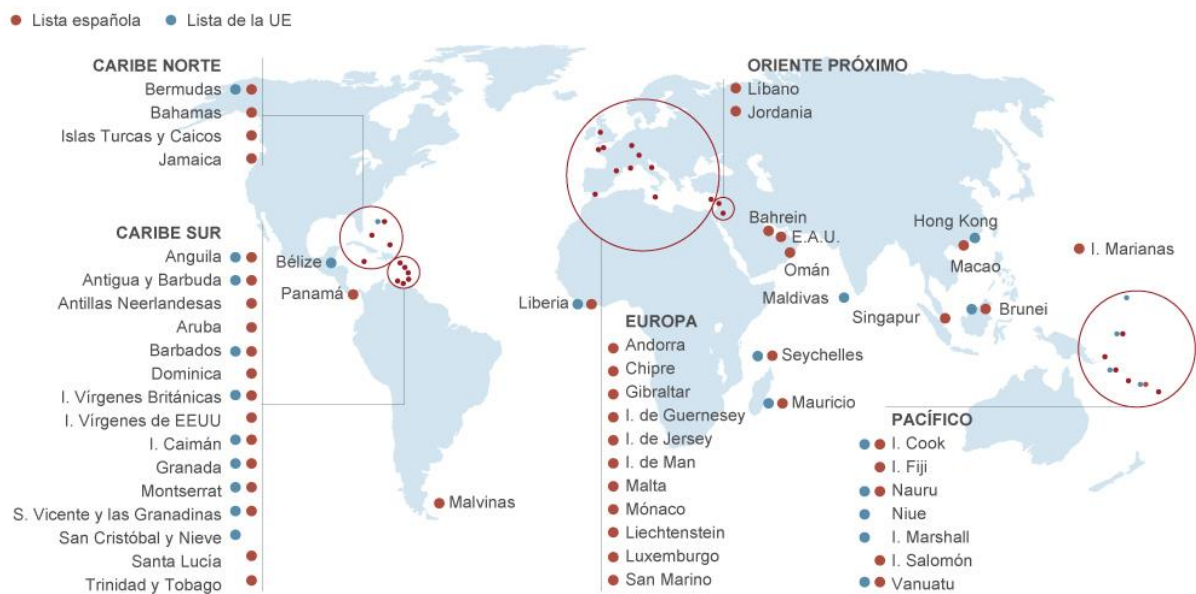 Lista española
Lista de la UE
CARIBE NORTE
Bermudas
Bahamas
Islas Turcas y Caicos
Jamaica
CARIBE SUR
Anguila
Antigua y Barbuda
Antillas Neerlandesas
Aruba
Barbados
Dominica
I. Vírgenes Británicas
I. Vírgenes de EEUU
I. Caimán
Granada
Montserrat
S. Vicente y las Granadinas
San Cristóbal y Nieve
Santa Lucía
Trinidad y Tobago
Bélize
Panamá
Malvinas
Liberia
EUROPA
Andorra
Chipre
Gibraltar
I. de Guernesey
I. de Jersey
I. de Man
Malta
Mónaco
Liechtenstein
Luxemburgo
San Marino
ORIENTE PRÓXIMO
Líbano
Jordania
Bahrein
E.A.U.
Omán
Maldivas
Seychelles
Mauricio
Hong Kong
Macao
Singapur
Brunei
I. Marianas
PACÍFICO
I. Cook
I. Fiji
Nauru
Niue
I. Marshall
I. Salomón
Vanuatu